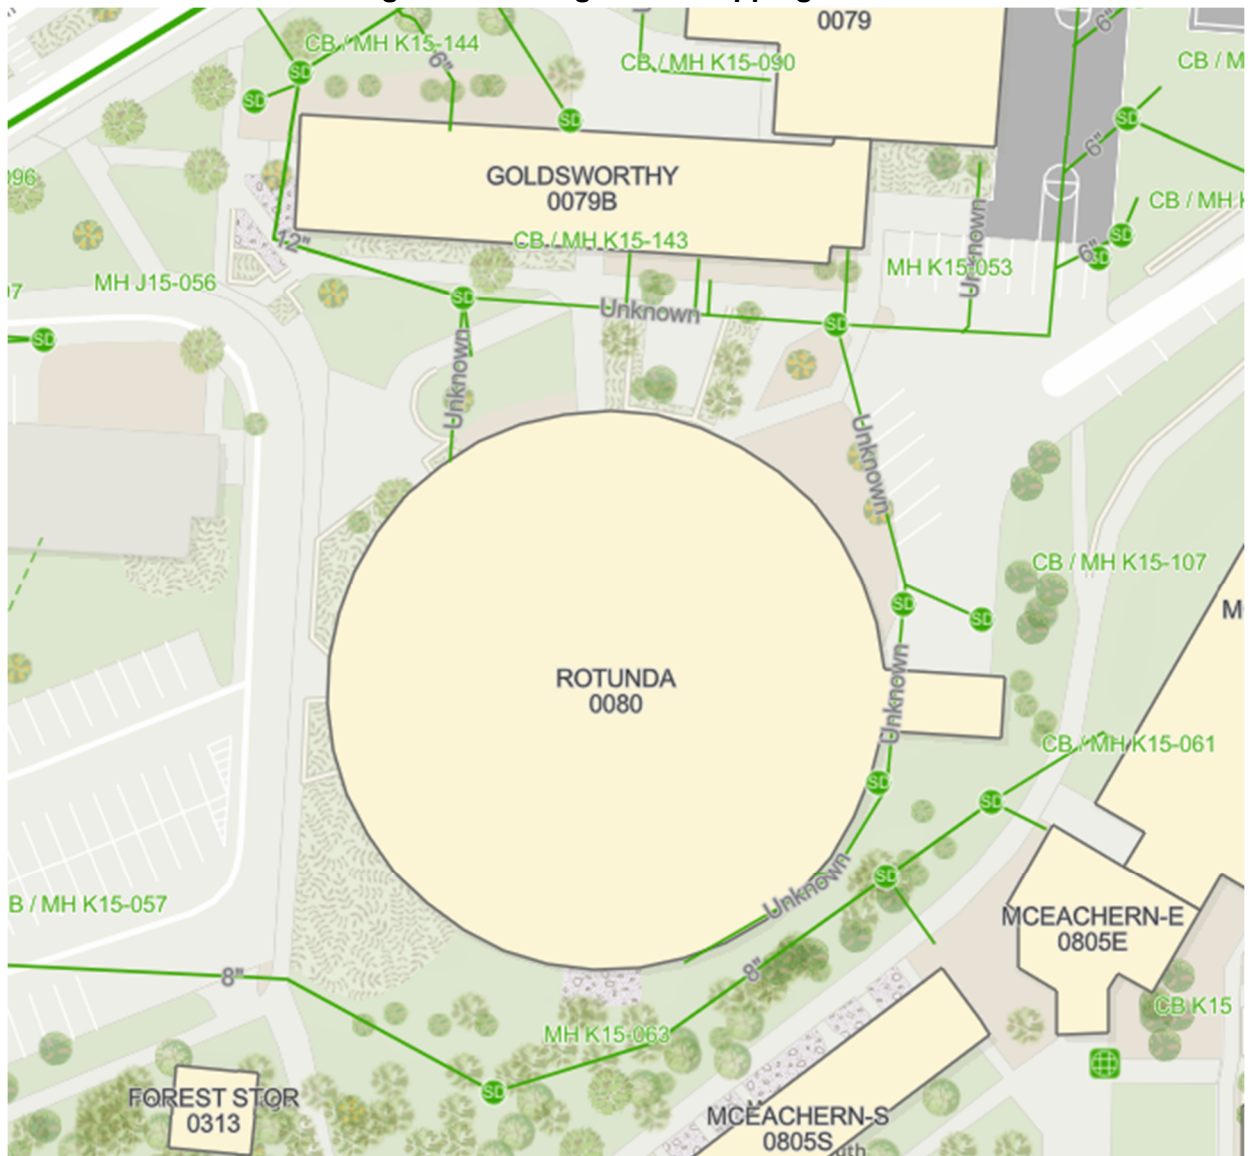 0079
CB / MH K15-144
6"
6"
CB / MH K15-090
CB / M
SD
SD
SD
SD
6"
096
GOLDSWORTHY
0079B
CB / MH K15-143
Unknown
CB / MH K
SD
6"
SD
12"
MH K15-053
97
MH J15-056
SD
Unknown
SD
SD
Unknown
Unknown
CB / MH K15-107
SD
SD
M
ROTUNDA
0080
Unknown
CB / MH K15-061
SD
SD
Unknown
SD
B / MH K15-057
MCEACHERN-E
0805E
8"
8"
CB K15
MH K15-063
SD
FOREST STOR
0313
MCEACHERN-S
0805S